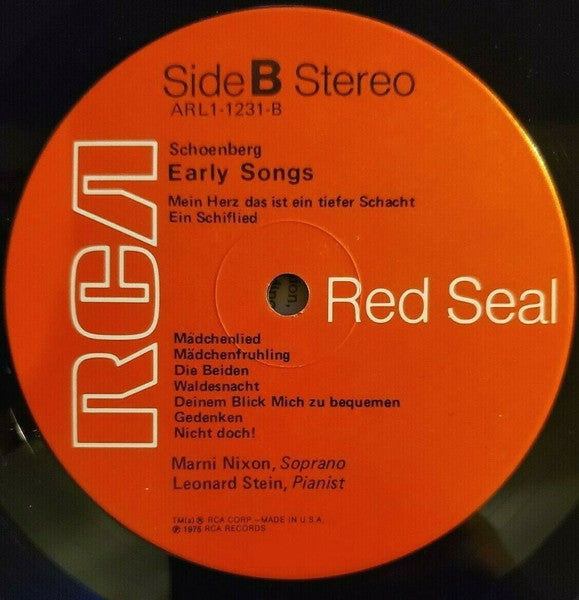 Side B Stereo
ARL1-1231-B
Schoenberg
Early Songs
Mein Herz das ist ein tiefer Schacht
Ein Schiflied
RCA
Red Seal
Mädchenlied
Mädchenfruhling
Die Beiden
Waldesnacht
Deinem Blick Mich zu bequemen
Gedenken
Nicht doch!
Marni Nixon, Soprano
Leonard Stein, Pianist
TM(s) ® RCA CORP.–MADE IN U.S.A.
℗ 1975 RCA RECORDS